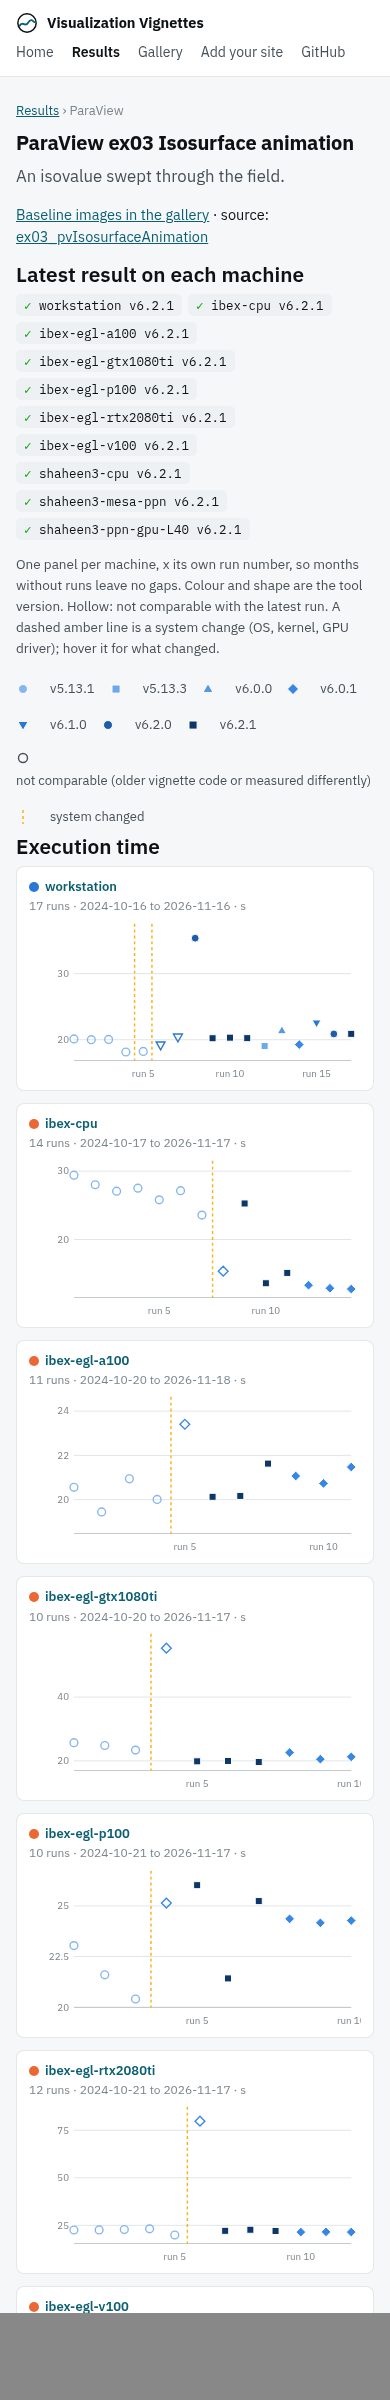 Visualization Vignettes
Home Results Gallery Add your site GitHub
Results › ParaView
ParaView ex03 Isosurface animation
An isovalue swept through the field.
Baseline images in the gallery · source:
ex03_pvIsosurfaceAnimation
Latest result on each machine
✓ workstation v6.2.1 ✓ ibex-cpu v6.2.1
✓ ibex-egl-a100 v6.2.1
✓ ibex-egl-gtx1080ti v6.2.1
✓ ibex-egl-p100 v6.2.1
✓ ibex-egl-rtx2080ti v6.2.1
✓ ibex-egl-v100 v6.2.1
✓ shaheen3-cpu v6.2.1
✓ shaheen3-mesa-ppn v6.2.1
✓ shaheen3-ppn-gpu-L40 v6.2.1
One panel per machine, x its own run number, so months
without runs leave no gaps. Colour and shape are the tool
version. Hollow: not comparable with the latest run. A
dashed amber line is a system change (OS, kernel, GPU
driver); hover it for what changed.
v5.13.1 v5.13.3 v6.0.0 v6.0.1
v6.1.0 v6.2.0 v6.2.1
not comparable (older vignette code or measured differently)
system changed
Execution time
workstation
17 runs · 2024-10-16 to 2026-11-16 · s
30
20
run 5 run 10 run 15
ibex-cpu
14 runs · 2024-10-17 to 2026-11-17 · s
30
20
run 5 run 10
ibex-egl-a100
11 runs · 2024-10-20 to 2026-11-18 · s
24
22
20
run 5 run 10
ibex-egl-gtx1080ti
10 runs · 2024-10-20 to 2026-11-17 · s
40
20
run 5 run 1
ibex-egl-p100
10 runs · 2024-10-21 to 2026-11-17 · s
25
22.5
20
run 5 run 1
ibex-egl-rtx2080ti
12 runs · 2024-10-21 to 2026-11-17 · s
75
50
25
run 5 run 10
ibex-egl-v100